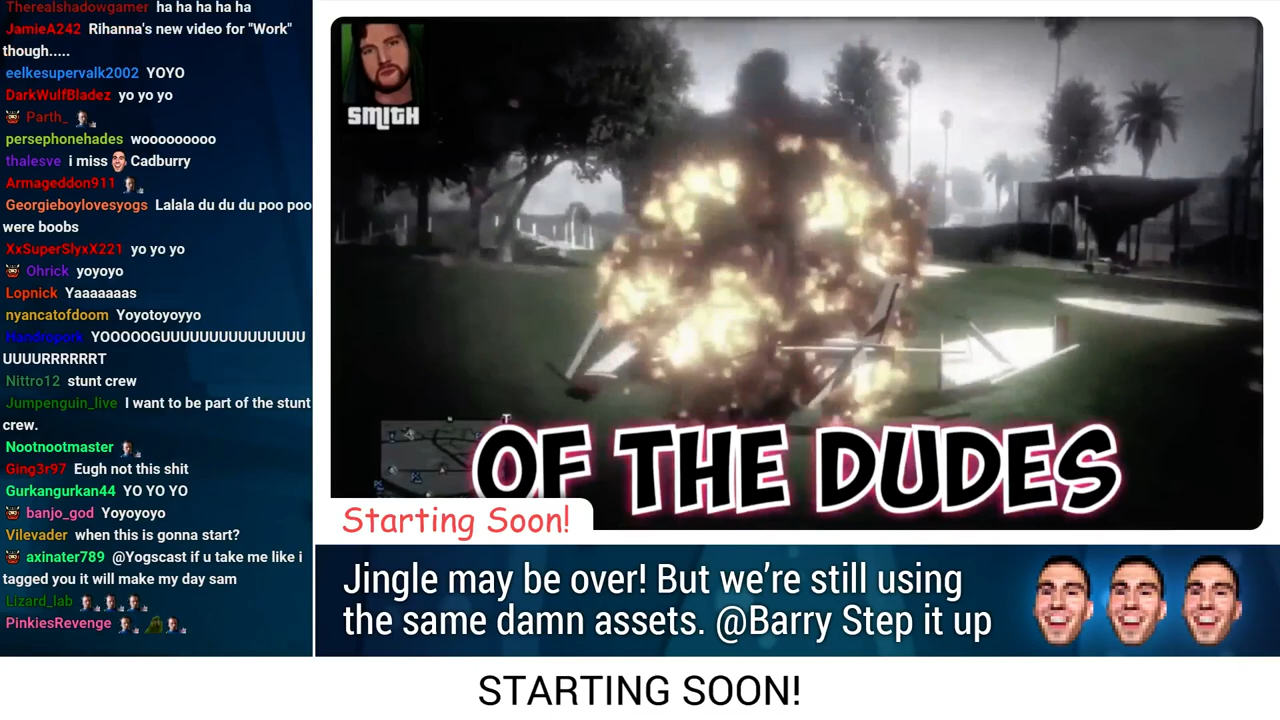 Therealshadowgamer ha ha ha ha ha
JamieA242 Rihanna's new video for "Work"
though.....
eelkesupervalk2002 YOYO
DarkWulfBladez yo yo yo
Parth_
persephonehades wooooooooo
thalesve i miss Cadburry
Armageddon911
Georgieboylovesyogs Lalala du du du poo poo
were boobs
XxSuperSlyxX221 yo yo yo
Ohrick yoyoyo
Lopnick Yaaaaaaas
nyancatofdoom Yoyotoyoyyo
Handropork YOOOOOGUUUUUUUUUUUUUUU
UUUURRRRRRT
Nittro12 stunt crew
Jumpenguin_live I want to be part of the stunt
crew.
Nootnootmaster
Ging3r97 Eugh not this shit
Gurkangurkan44 YO YO YO
banjo_god Yoyoyoyo
Vilevader when this is gonna start?
axinater789 @Yogscast if u take me like i
tagged you it will make my day sam
Lizard_lab
PinkiesRevenge
SMITH
OF THE DUDES
Starting Soon!
Jingle may be over! But we're still using
the same damn assets. @Barry Step it up
STARTING SOON!